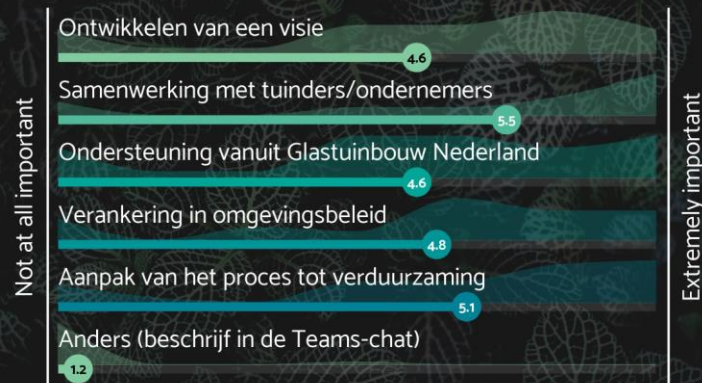 Not at all important
Ontwikkelen van een visie
4.6
Samenwerking met tuinders/ondernemers
5.5
Ondersteuning vanuit Glastuinbouw Nederland
4.6
Verankering in omgevingsbeleid
4.8
Aanpak van het proces tot verduurzaming
5.1
Anders (beschrijf in de Teams-chat)
1.2
Extremely important